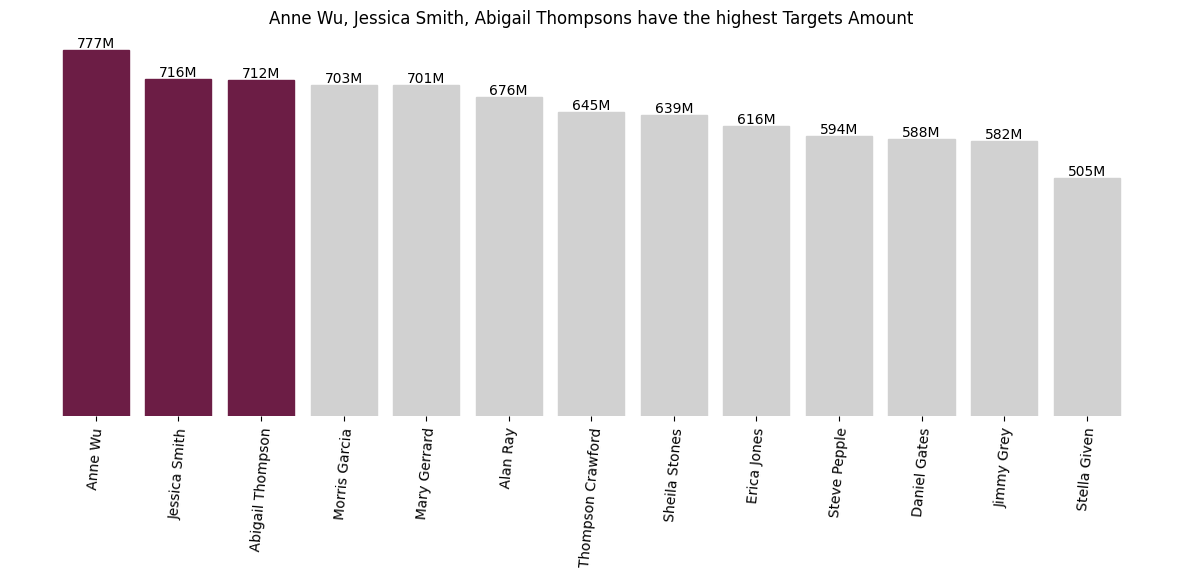 Anne Wu, Jessica Smith, Abigail Thompsons have the highest Targets Amount
777M
716M
712M
703M
701M
676M
645M
639M
616M
594M
588M
582M
505M
Anne Wu
Jessica Smith
Abigail Thompson
Morris Garcia
Mary Gerrard
Alan Ray
Thompson Crawford
Sheila Stones
Erica Jones
Steve Pepple
Daniel Gates
Jimmy Grey
Stella Given